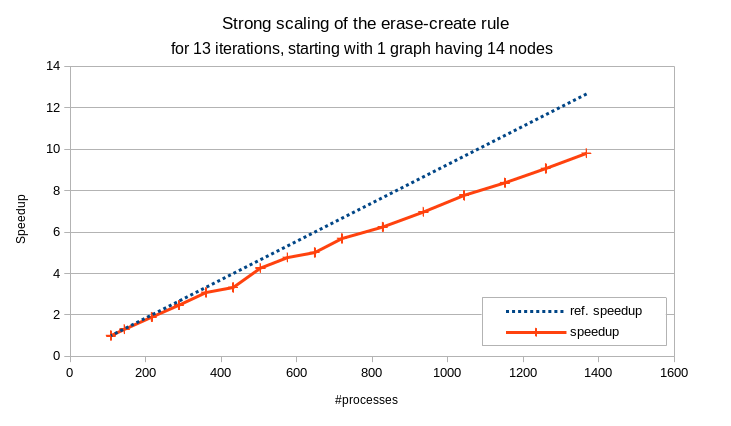 Strong scaling of the erase-create rule
for 13 iterations, starting with 1 graph having 14 nodes
14
12
10
8
6
4
2
0
Speedup
ref. speedup
speedup
0 200 400 600 800 1000 1200 1400 1600
#processes